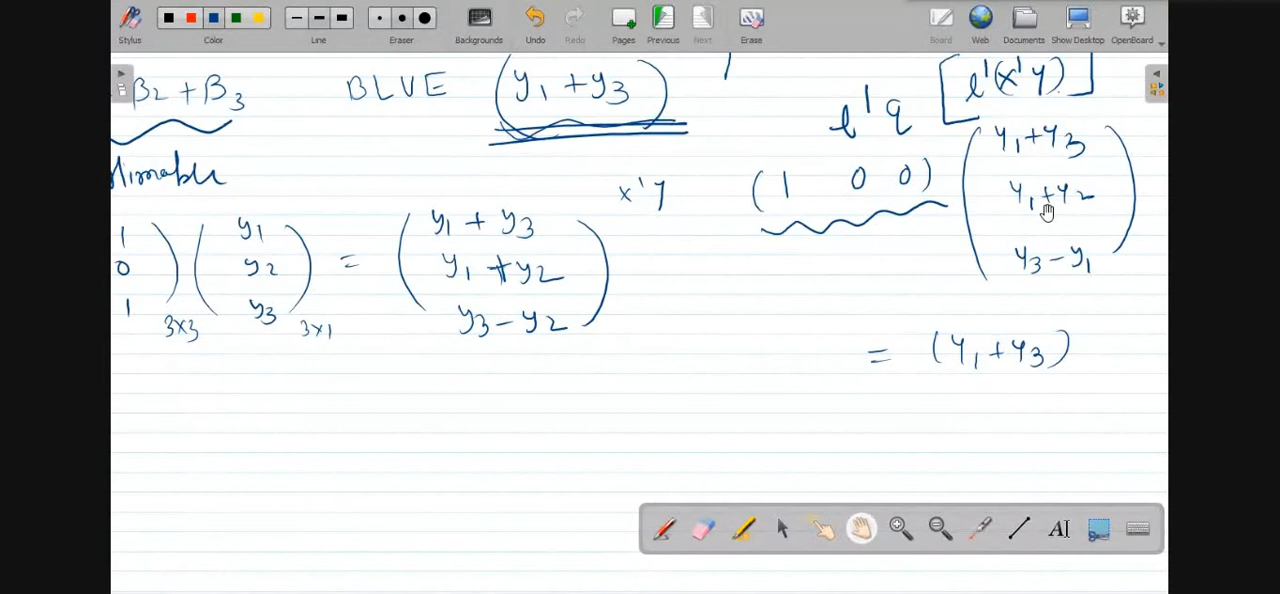 Stylus Color Line Eraser Backgrounds Undo Redo Pages Previous Next Erase Board Web Documents Show Desktop OpenBoard
β2 + β3 BLUE (y1 + y3) l'q [l'(x'y)]
timable x'y (1 0 0) (y1 + y3
y1 + y2
y3 - y1)
1
0
1 3x3 (y1
y2
y3) 3x1 = (y1 + y3
y1 + y2
y3 - y2)
= (y1 + y3)